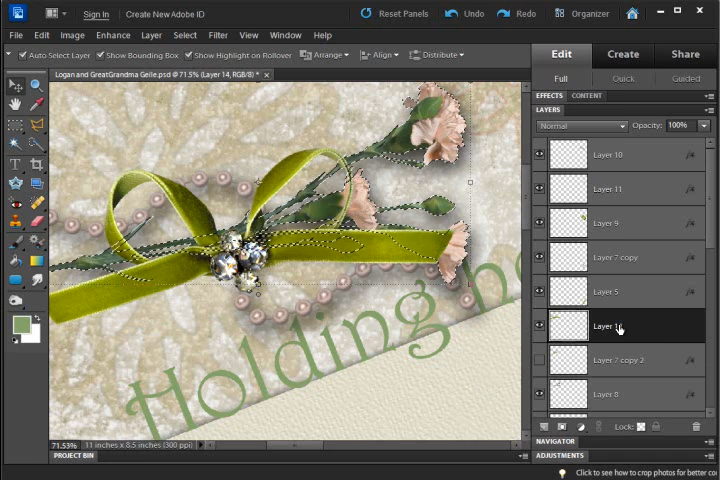 Sign In Create New Adobe ID Reset Panels Undo Redo Organizer
File Edit Image Enhance Layer Select Filter View Window Help
Auto Select Layer Show Bounding Box Show Highlight on Rollover Arrange Align Distribute
Edit Create Share
Logan and GreatGrandma Geile.psd @ 71.5% (Layer 14, RGB/8) *
Full Quick Guided
EFFECTS CONTENT
LAYERS
Normal Opacity: 100%
Layer 10
Layer 11
Layer 9
Layer 7 copy
Layer 5
Layer 14
Layer 7 copy 2
Layer 8
Holding h
Lock:
71.53% 11 inches x 8.5 inches (300 ppi)
NAVIGATOR
PROJECT BIN
ADJUSTMENTS
Click to see how to crop photos for better co